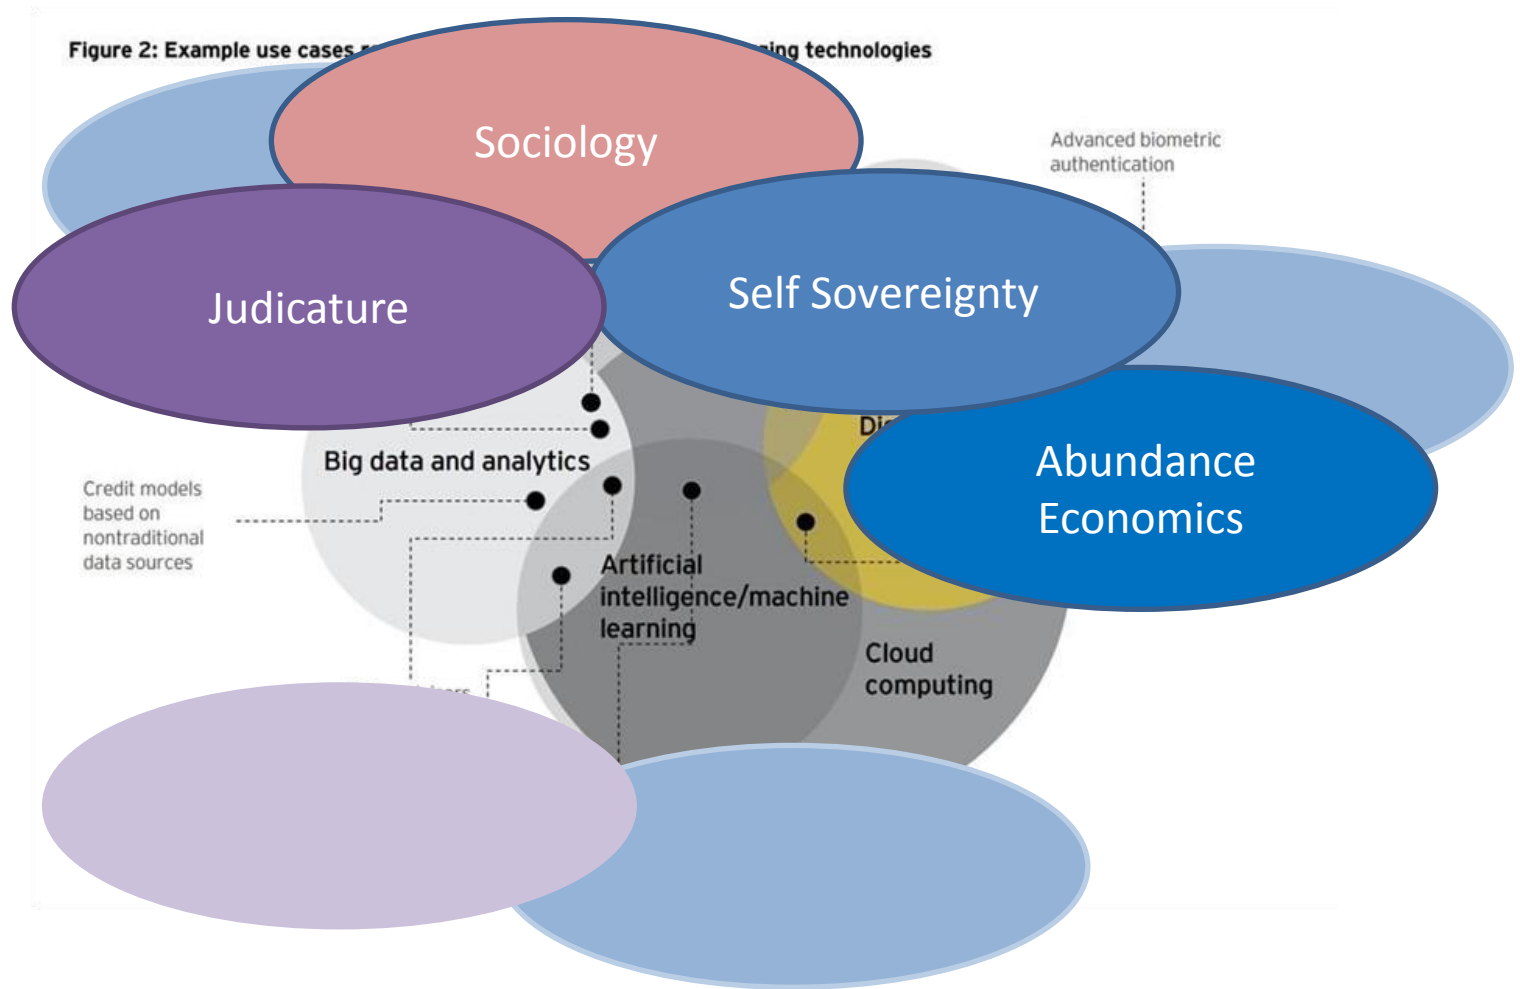 Figure 2: Example use cases
technologies
Sociology
Advanced biometric
authentication
Judicature
Self Sovereignty
Big data and analytics
Abundance
Economics
Credit models
based on
nontraditional
data sources
Artificial
intelligence/machine
learning
Cloud
computing